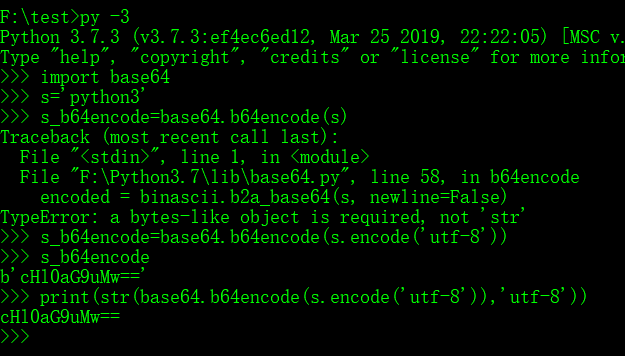 F:\test>py -3
Python 3.7.3 (v3.7.3:ef4ec6ed12, Mar 25 2019, 22:22:05) [MSC v.
Type "help", "copyright", "credits" or "license" for more infor
>>> import base64
>>> s='python3'
>>> s_b64encode=base64.b64encode(s)
Traceback (most recent call last):
  File "<stdin>", line 1, in <module>
  File "F:\Python3.7\lib\base64.py", line 58, in b64encode
    encoded = binascii.b2a_base64(s, newline=False)
TypeError: a bytes-like object is required, not 'str'
>>> s_b64encode=base64.b64encode(s.encode('utf-8'))
>>> s_b64encode
b'cHl0aG9uMw=='
>>> print(str(base64.b64encode(s.encode('utf-8')),'utf-8'))
cHl0aG9uMw==
>>>